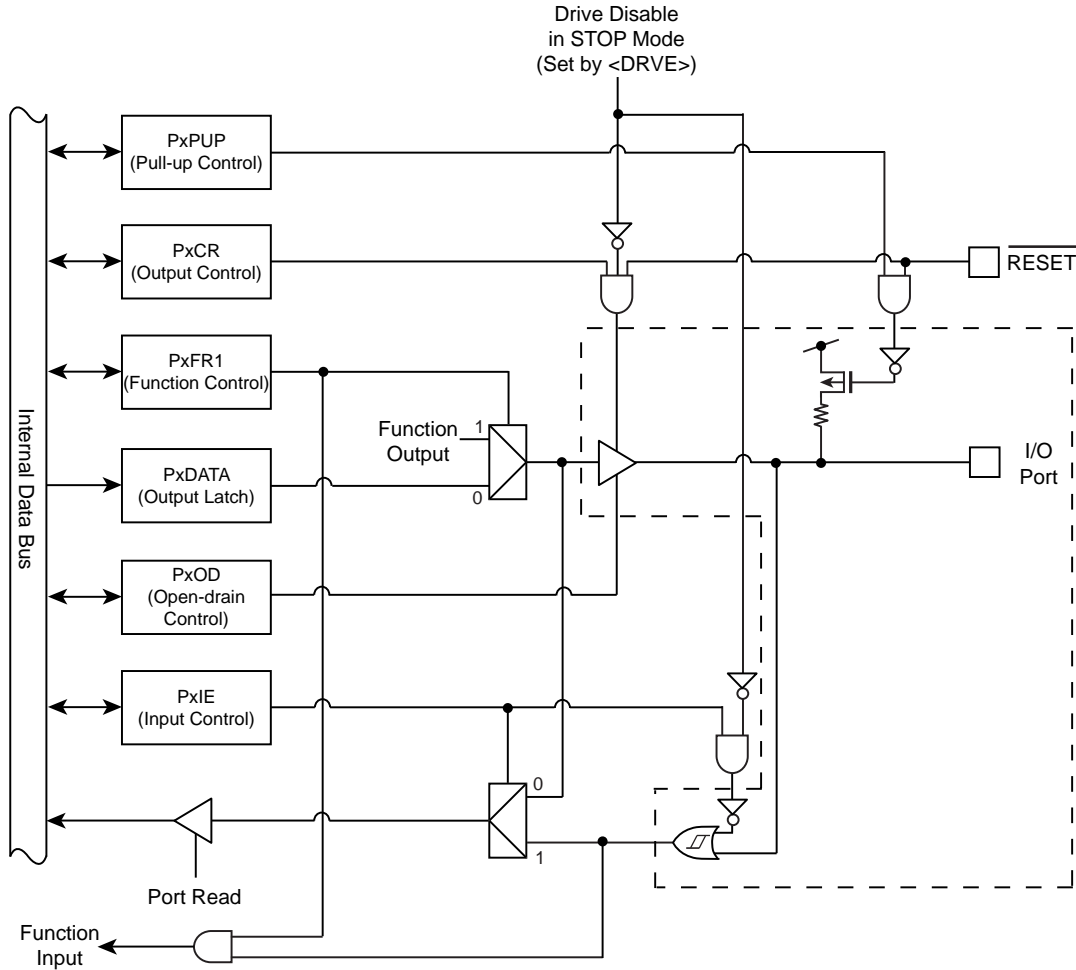 Drive Disable
in STOP Mode
(Set by <DRVE>)
PxPUP
(Pull-up Control)
PxCR
(Output Control)
RESET
PxFR1
(Function Control)
Function
Output
1
0
I/O
Port
PxDATA
(Output Latch)
Internal Data Bus
PxOD
(Open-drain
Control)
PxIE
(Input Control)
0
1
Port Read
Function
Input